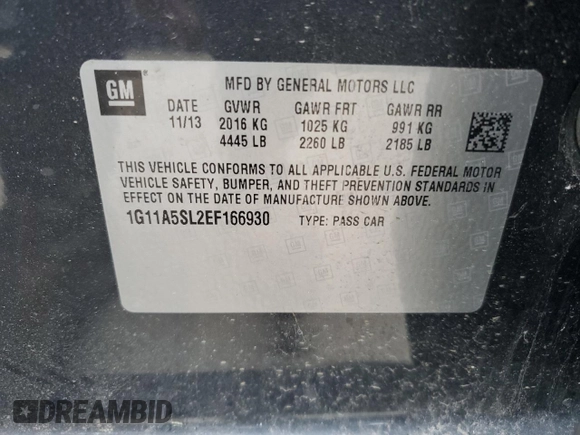 GM
MFD BY GENERAL MOTORS LLC
DATE GVWR GAWR FRT GAWR RR
11/13 2016 KG 1025 KG 991 KG
4445 LB 2260 LB 2185 LB
THIS VEHICLE CONFORMS TO ALL APPLICABLE U.S. FEDERAL MOTOR
VEHICLE SAFETY, BUMPER, AND THEFT PREVENTION STANDARDS IN
EFFECT ON THE DATE OF MANUFACTURE SHOWN ABOVE.
1G11A5SL2EF166930 TYPE: PASS CAR
DREAMBID